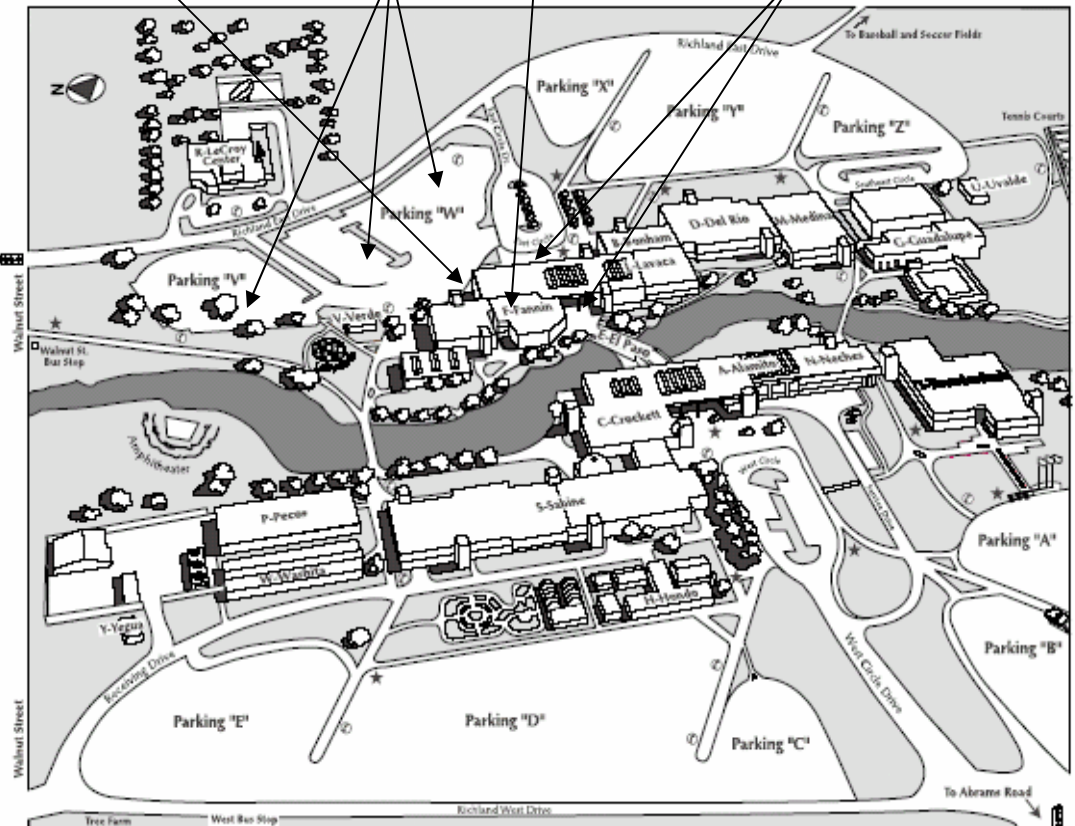 To Baseball and Soccer Fields
Richland East Drive
N
Parking "X"
Parking "Y"
Parking "Z"
Tennis Courts
R-LeCroy
Center
Southeast Circle
U-Uvalde
Parking "W"
Richland East Drive
D-Del Rio
M-Medina
B-Bonham
G-Guadalupe
Lavaca
Parking "V"
V-Verde
F-Fannin
E-El Paso
Walnut Street
Walnut St.
Bus Stop
A-Alamito
N-Neches
C-Crockett
Amphitheater
West Circle
S-Sabine
P-Pecos
W-Wichita
Parking "A"
H-Hondo
Y-Yegua
Parking "B"
Receiving Drive
West Circle Drive
Parking "E"
Parking "D"
Parking "C"
Walnut Street
To Abrams Road
Richland West Drive
Tree Farm
West Bus Stop